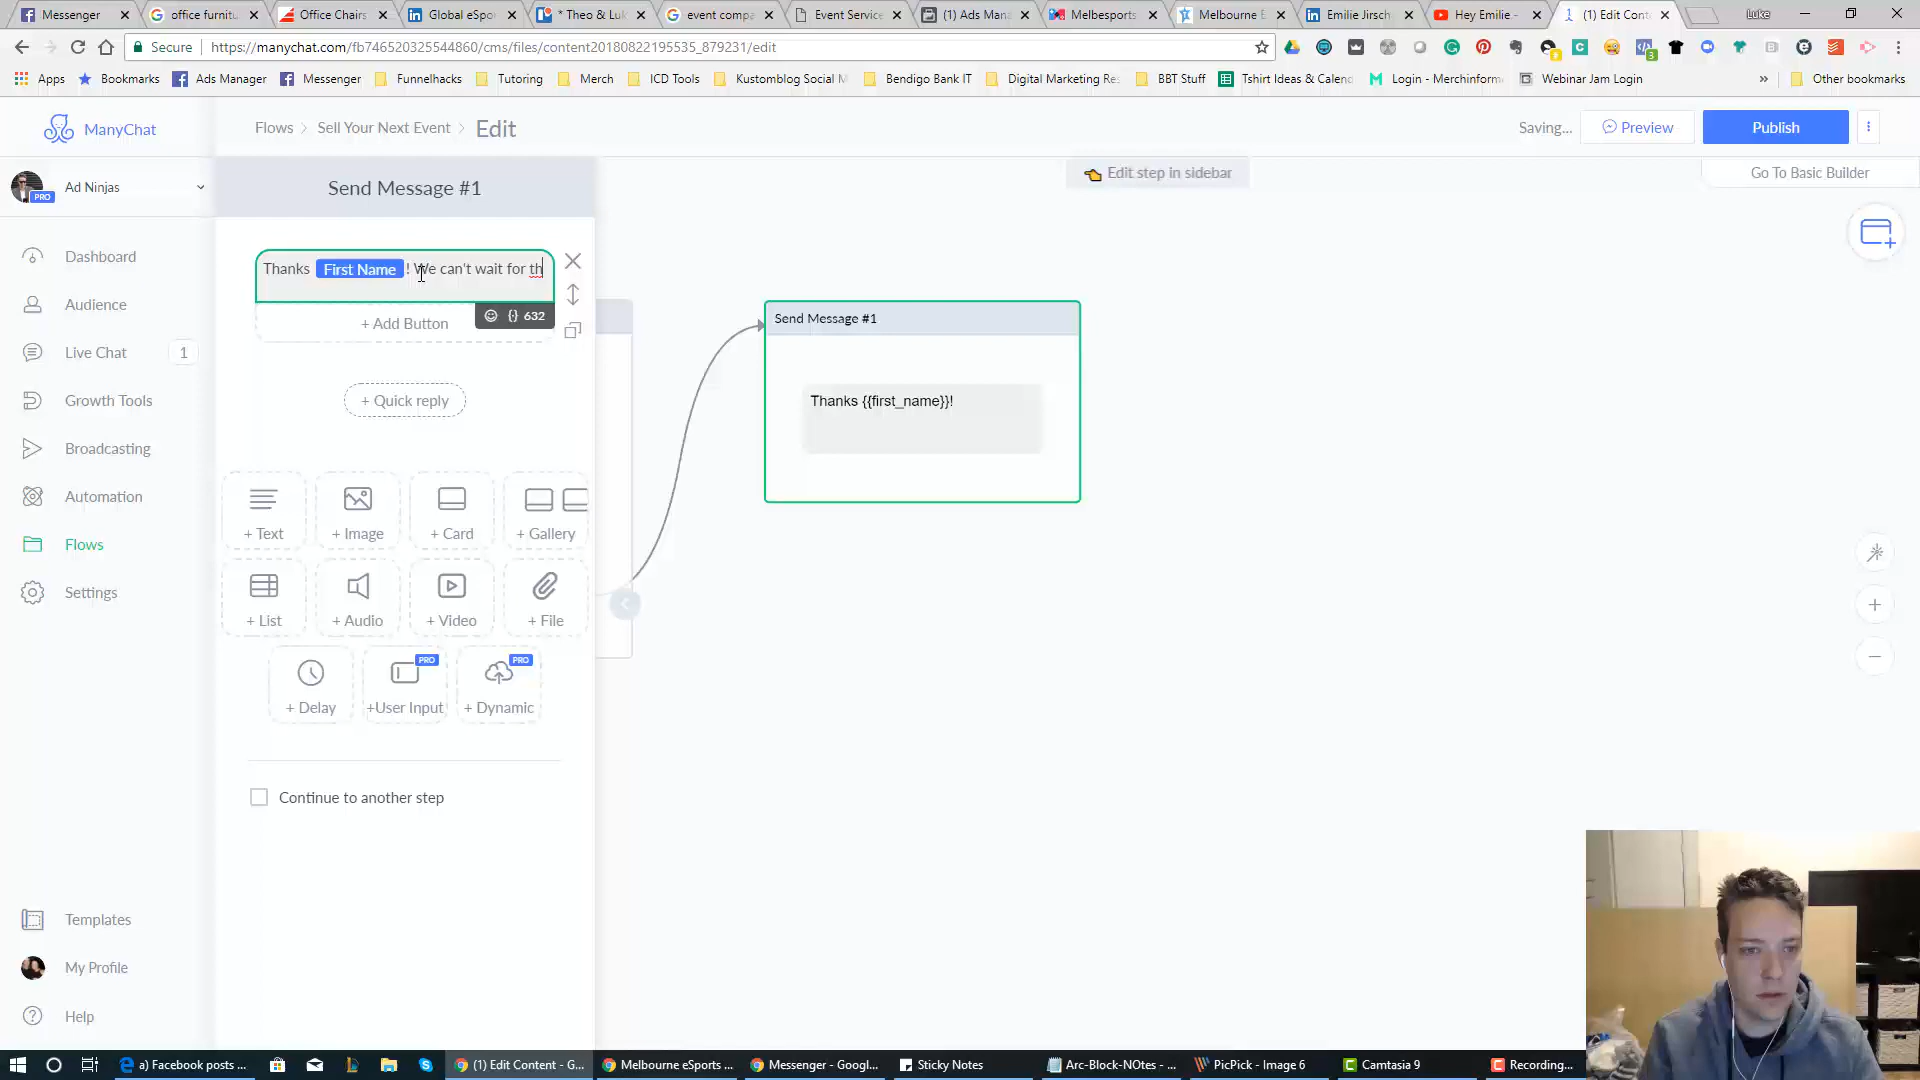 Messenger
office furnitu
Office Chairs
Global eSpo
* Theo & Luk
event compa
Event Service
(1) Ads Mana
Melbesports
Melbourne E
Emilie Jirsch
Hey Emilie -
(1) Edit Cont
Luke
Secure
https://manychat.com/fb746520325544860/cms/files/content20180822195535_879231/edit
3
Apps
Bookmarks
Ads Manager
Messenger
Funnelhacks
Tutoring
Merch
ICD Tools
Kustomblog Social M
Bendigo Bank IT
Digital Marketing Re
BBT Stuff
Tshirt Ideas & Calend
Login - Merchinform
Webinar Jam Login
»
Other bookmarks
ManyChat
Flows > Sell Your Next Event > Edit
Saving...
Preview
Publish
Ad Ninjas
PRO
Send Message #1
Edit step in sidebar
Go To Basic Builder
Dashboard
Audience
Live Chat
1
Growth Tools
Broadcasting
Automation
Flows
Settings
Templates
My Profile
Help
Thanks First Name ! We can't wait for th
632
+ Add Button
+ Quick reply
+ Text
+ Image
+ Card
+ Gallery
+ List
+ Audio
+ Video
+ File
PRO
PRO
+ Delay
+User Input
+ Dynamic
Continue to another step
Send Message #1
Thanks {{first_name}}!
a) Facebook posts ...
(1) Edit Content - G...
Melbourne eSports ...
Messenger - Googl...
Sticky Notes
Arc-Block-NOtes - ...
PicPick - Image 6
Camtasia 9
Recording...